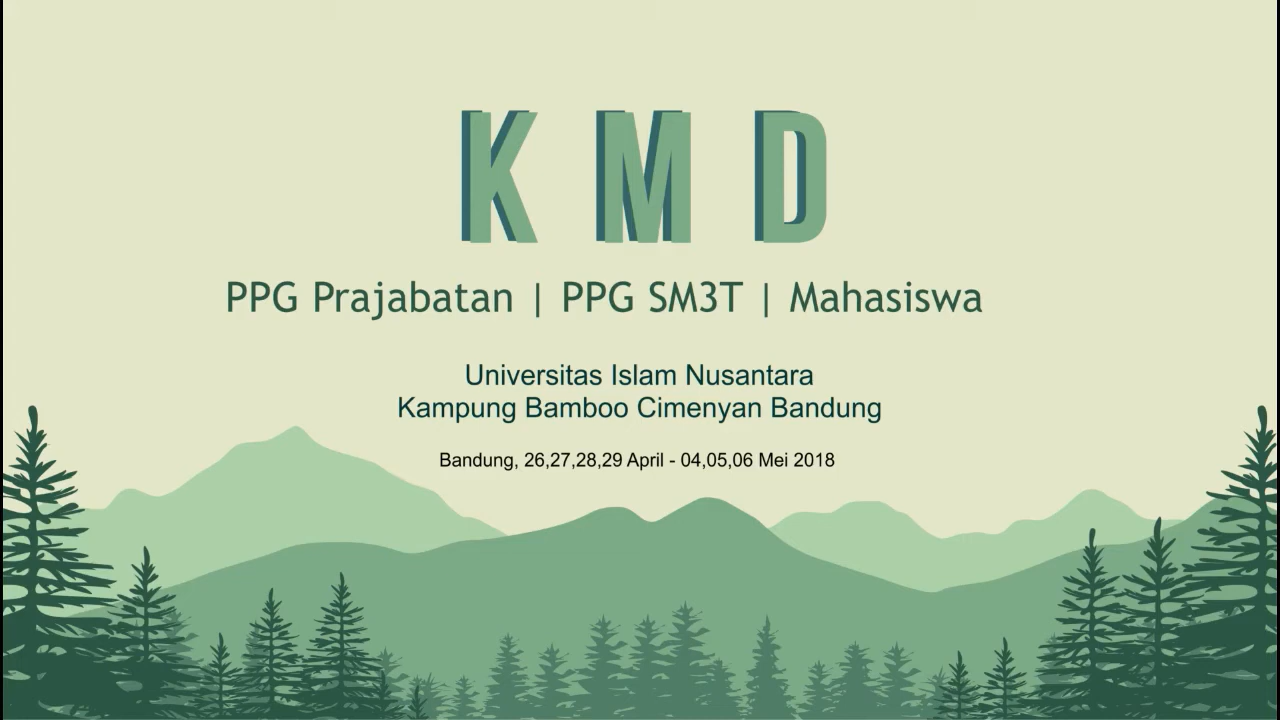 KMD
PPG Prajabatan | PPG SM3T | Mahasiswa
Universitas Islam Nusantara
Kampung Bamboo Cimenyan Bandung
Bandung, 26,27,28,29 April - 04,05,06 Mei 2018